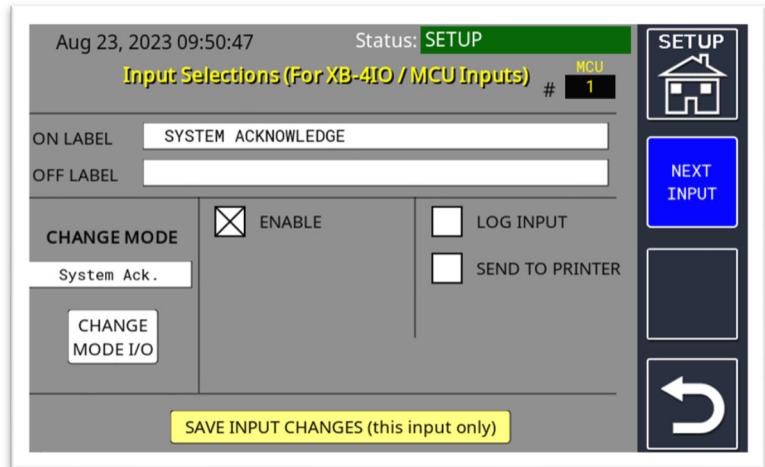 Aug 23, 2023 09:50:47
Status: SETUP
Input Selections (For XB-4IO / MCU Inputs)
# MCU
1
ON LABEL SYSTEM ACKNOWLEDGE
OFF LABEL
CHANGE MODE
System Ack.
CHANGE
MODE I/O
ENABLE
LOG INPUT
SEND TO PRINTER
SAVE INPUT CHANGES (this input only)
SETUP
NEXT
INPUT